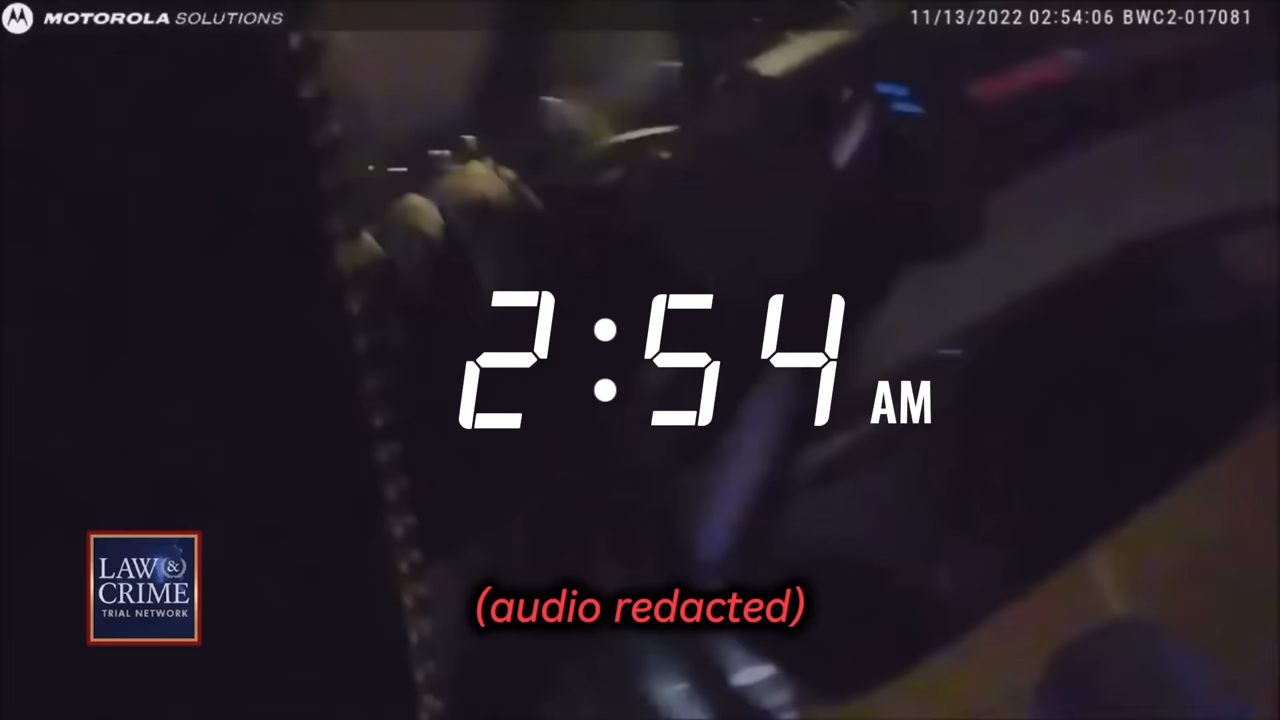 MOTOROLA SOLUTIONS
11/13/2022 02:54:06 BWC2-017081
2:54 AM
LAW &
CRIME
TRIAL NETWORK
(audio redacted)